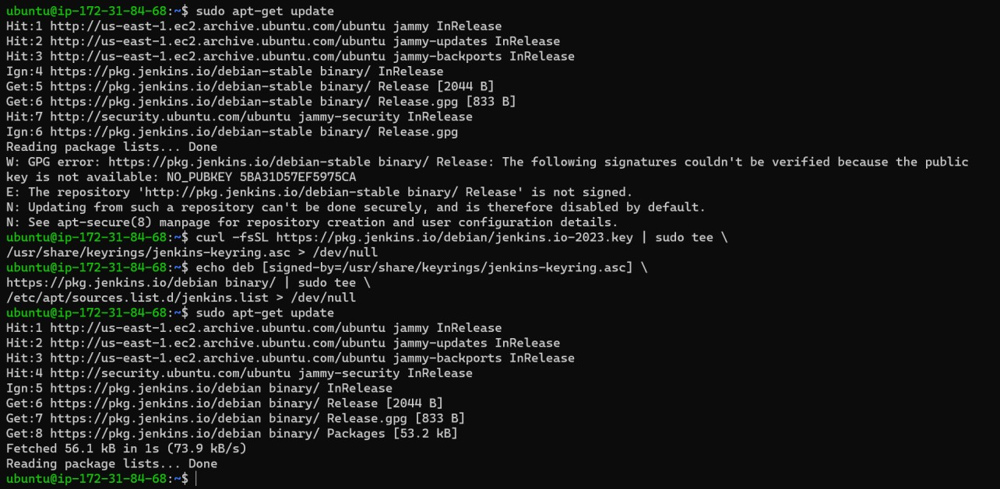 ubuntu@ip-172-31-84-68:~$ sudo apt-get update
Hit:1 http://us-east-1.ec2.archive.ubuntu.com/ubuntu jammy InRelease
Hit:2 http://us-east-1.ec2.archive.ubuntu.com/ubuntu jammy-updates InRelease
Hit:3 http://us-east-1.ec2.archive.ubuntu.com/ubuntu jammy-backports InRelease
Ign:4 https://pkg.jenkins.io/debian-stable binary/ InRelease
Get:5 https://pkg.jenkins.io/debian-stable binary/ Release [2044 B]
Get:6 https://pkg.jenkins.io/debian-stable binary/ Release.gpg [833 B]
Hit:7 http://security.ubuntu.com/ubuntu jammy-security InRelease
Ign:6 https://pkg.jenkins.io/debian-stable binary/ Release.gpg
Reading package lists... Done
W: GPG error: https://pkg.jenkins.io/debian-stable binary/ Release: The following signatures couldn't be verified because the public
key is not available: NO_PUBKEY 5BA31D57EF5975CA
E: The repository 'http://pkg.jenkins.io/debian-stable binary/ Release' is not signed.
N: Updating from such a repository can't be done securely, and is therefore disabled by default.
N: See apt-secure(8) manpage for repository creation and user configuration details.
ubuntu@ip-172-31-84-68:~$ curl -fsSL https://pkg.jenkins.io/debian/jenkins.io-2023.key | sudo tee \
/usr/share/keyrings/jenkins-keyring.asc > /dev/null
ubuntu@ip-172-31-84-68:~$ echo deb [signed-by=/usr/share/keyrings/jenkins-keyring.asc] \
https://pkg.jenkins.io/debian binary/ | sudo tee \
/etc/apt/sources.list.d/jenkins.list > /dev/null
ubuntu@ip-172-31-84-68:~$ sudo apt-get update
Hit:1 http://us-east-1.ec2.archive.ubuntu.com/ubuntu jammy InRelease
Hit:2 http://us-east-1.ec2.archive.ubuntu.com/ubuntu jammy-updates InRelease
Hit:3 http://us-east-1.ec2.archive.ubuntu.com/ubuntu jammy-backports InRelease
Hit:4 http://security.ubuntu.com/ubuntu jammy-security InRelease
Ign:5 https://pkg.jenkins.io/debian binary/ InRelease
Get:6 https://pkg.jenkins.io/debian binary/ Release [2044 B]
Get:7 https://pkg.jenkins.io/debian binary/ Release.gpg [833 B]
Get:8 https://pkg.jenkins.io/debian binary/ Packages [53.2 kB]
Fetched 56.1 kB in 1s (73.9 kB/s)
Reading package lists... Done
ubuntu@ip-172-31-84-68:~$